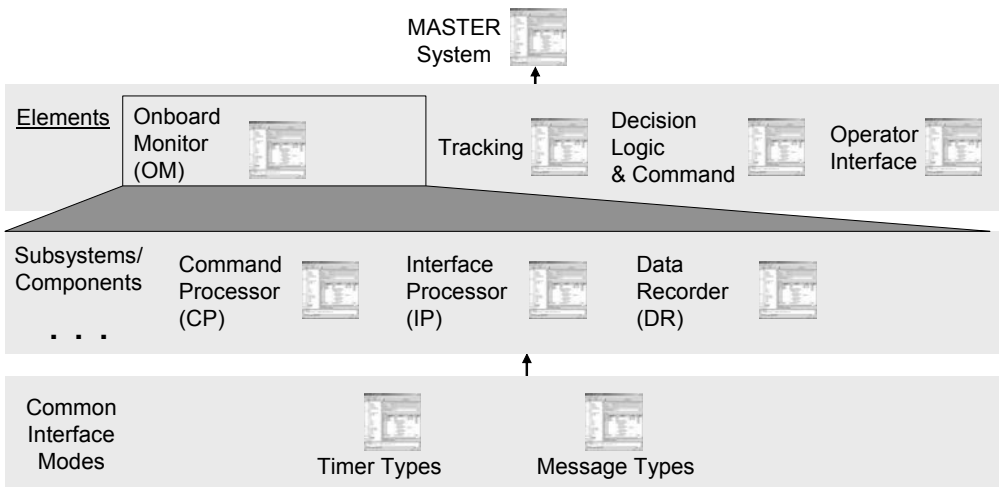 MASTER
System
Elements
Onboard
Monitor
(OM)
Tracking
Decision
Logic
& Command
Operator
Interface
Subsystems/
Components
. . .
Command
Processor
(CP)
Interface
Processor
(IP)
Data
Recorder
(DR)
Common
Interface
Modes
Timer Types
Message Types